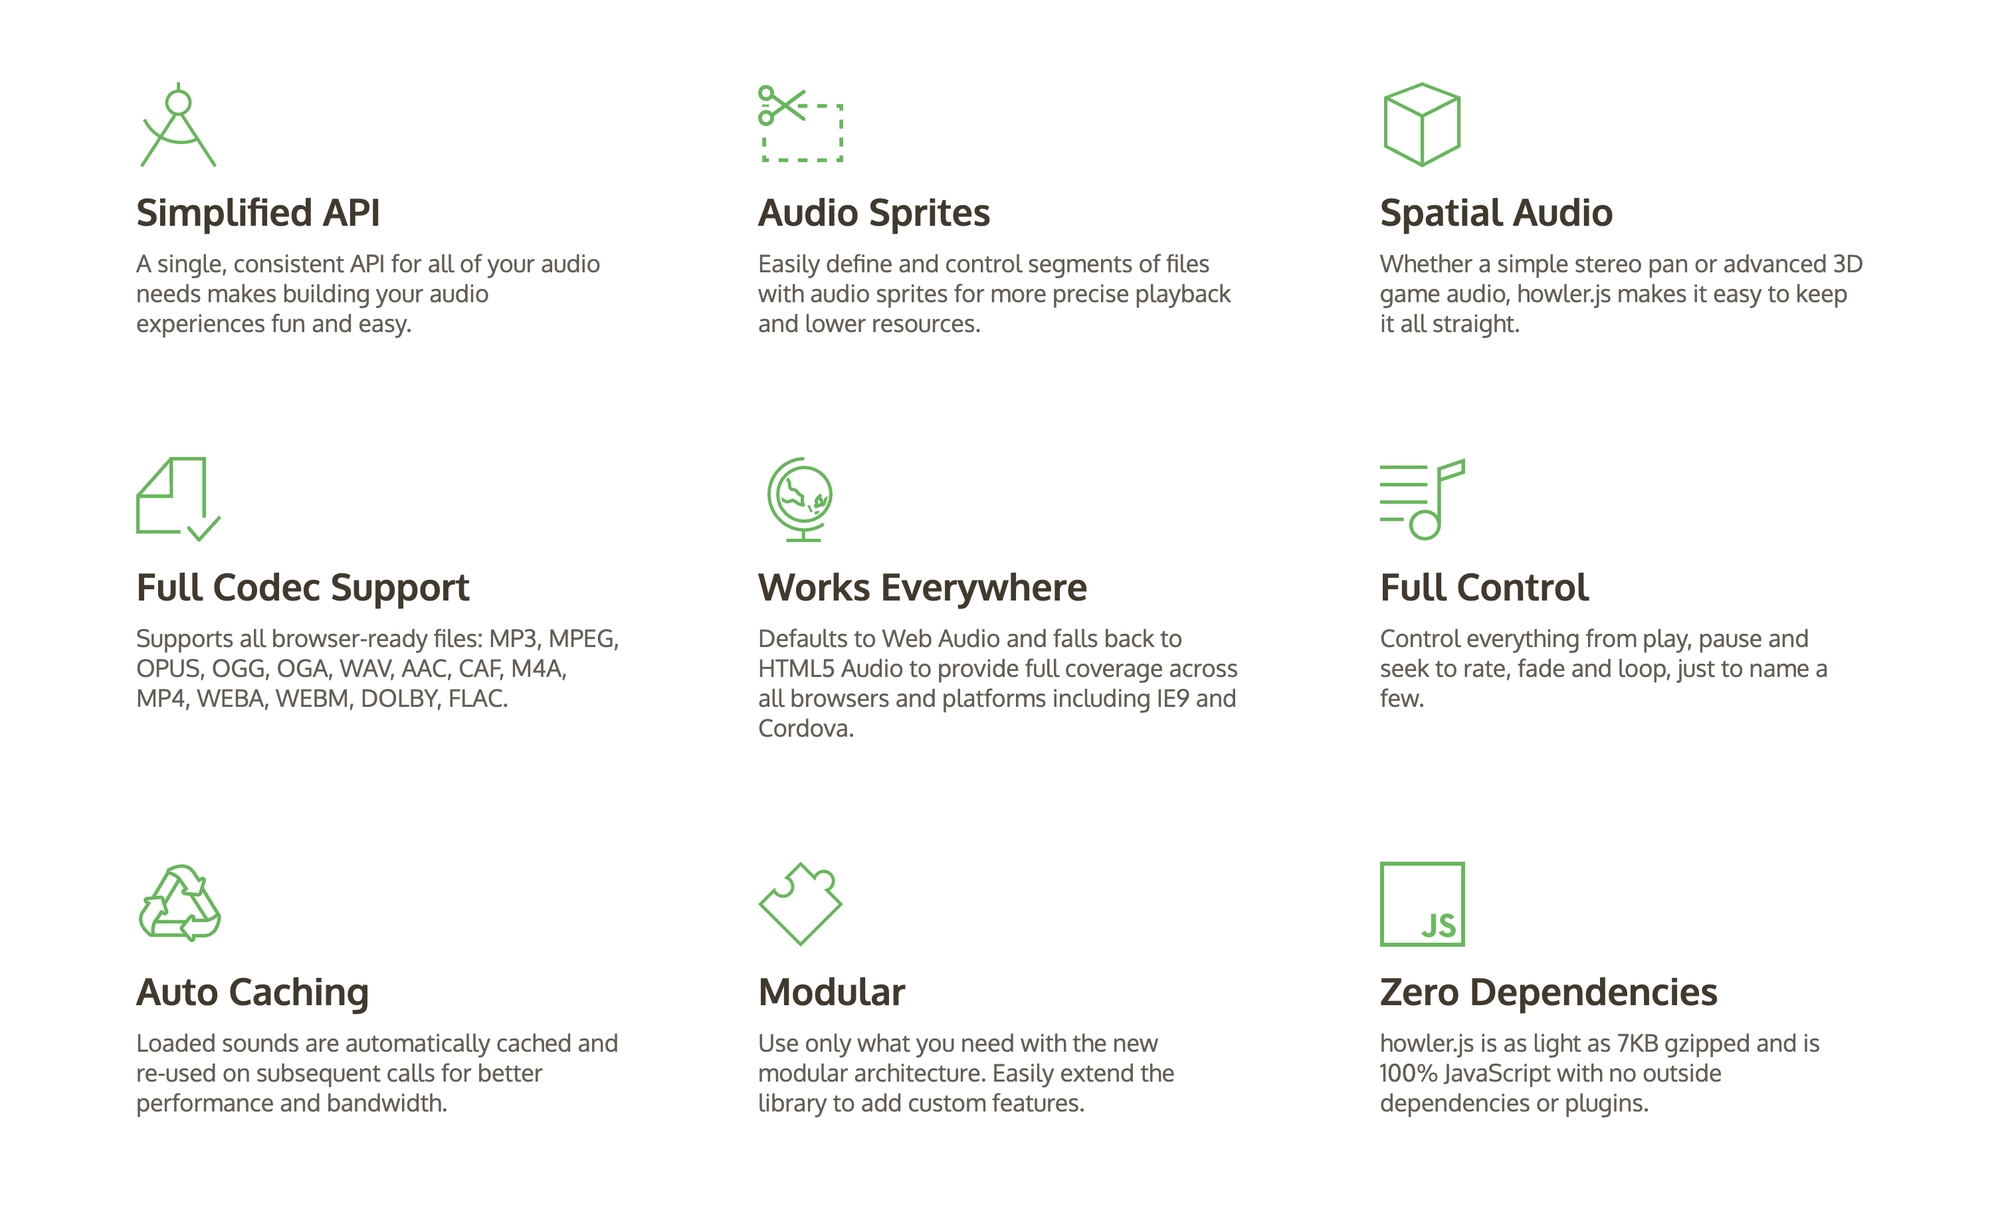 Simplified API
A single, consistent API for all of your audio
needs makes building your audio
experiences fun and easy.
Audio Sprites
Easily define and control segments of files
with audio sprites for more precise playback
and lower resources.
Spatial Audio
Whether a simple stereo pan or advanced 3D
game audio, howler.js makes it easy to keep
it all straight.
Full Codec Support
Supports all browser-ready files: MP3, MPEG,
OPUS, OGG, OGA, WAV, AAC, CAF, M4A,
MP4, WEBA, WEBM, DOLBY, FLAC.
Works Everywhere
Defaults to Web Audio and falls back to
HTML5 Audio to provide full coverage across
all browsers and platforms including IE9 and
Cordova.
Full Control
Control everything from play, pause and
seek to rate, fade and loop, just to name a
few.
Auto Caching
Loaded sounds are automatically cached and
re-used on subsequent calls for better
performance and bandwidth.
Modular
Use only what you need with the new
modular architecture. Easily extend the
library to add custom features.
JS
Zero Dependencies
howler.js is as light as 7KB gzipped and is
100% JavaScript with no outside
dependencies or plugins.